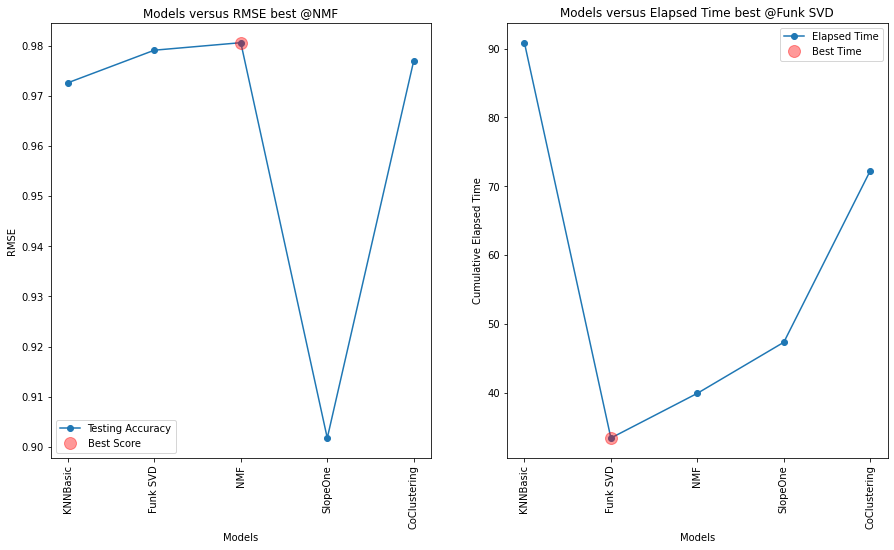 Models versus RMSE best @NMF
0.98
0.97
0.96
0.95
0.94
0.93
0.92
0.91
0.90
RMSE
Testing Accuracy
Best Score
KNNBasic
Funk SVD
NMF
SlopeOne
CoClustering
Models
Models versus Elapsed Time best @Funk SVD
Elapsed Time
Best Time
90
80
70
60
50
40
Cumulative Elapsed Time
KNNBasic
Funk SVD
NMF
SlopeOne
CoClustering
Models